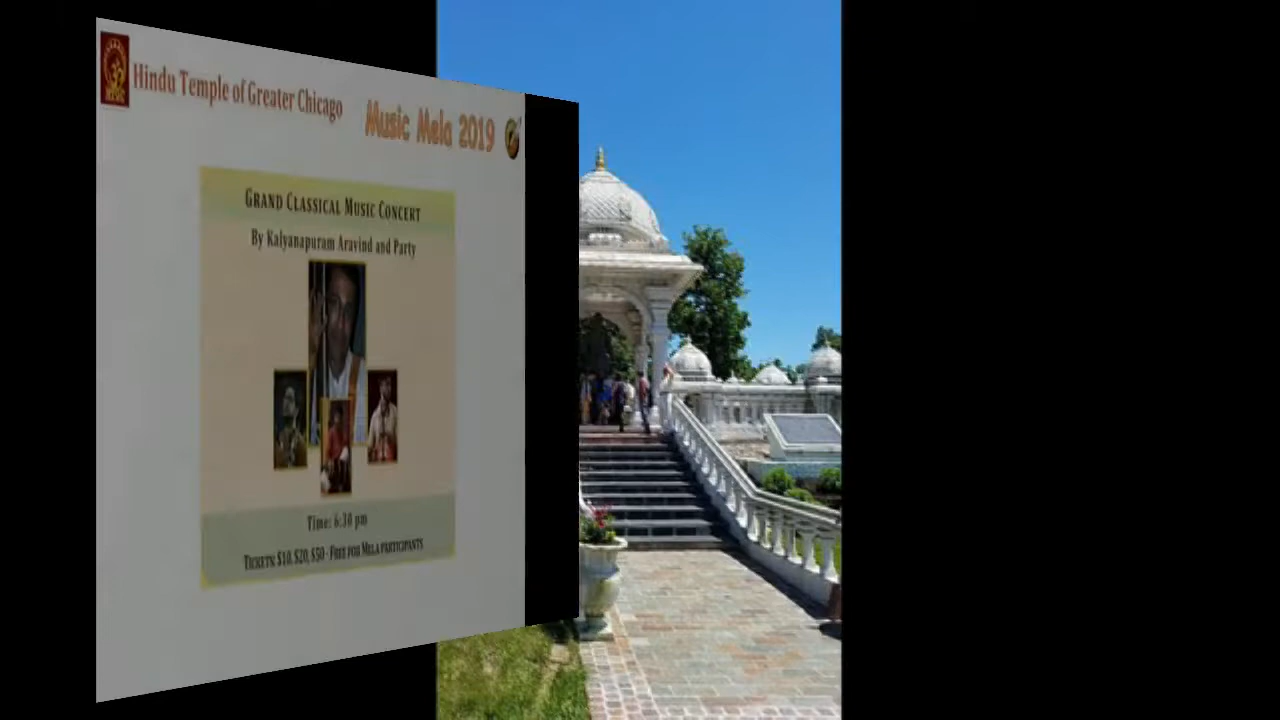 Hindu Temple of Greater Chicago
Music Mela 2019
GRAND CLASSICAL MUSIC CONCERT
By Kalyanapuram Aravind and Party
Time: 6:30 pm
TICKETS: $10, $20, $50 - FREE FOR MELA PARTICIPANTS